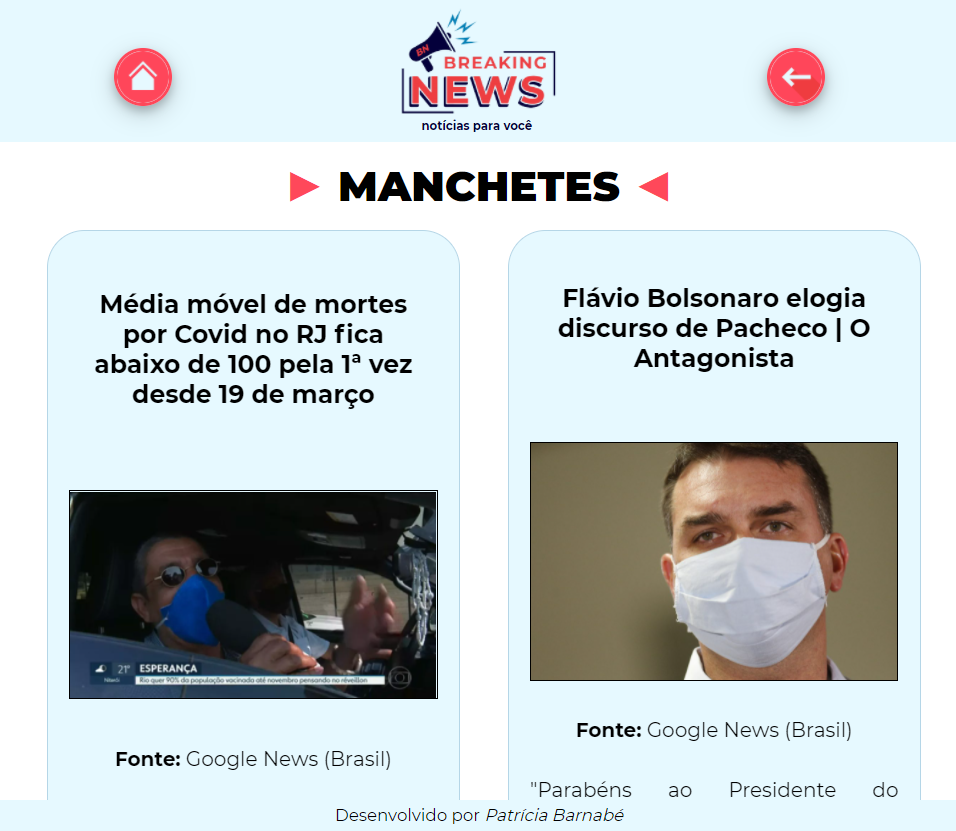 BN
BREAKING
NEWS
notícias para você
MANCHETES
Média móvel de mortes
por Covid no RJ fica
abaixo de 100 pela 1ª vez
desde 19 de março
21°
Niterói
ESPERANÇA
Rio quer 90% da população vacinada até novembro pensando no réveillon
Fonte: Google News (Brasil)
Flávio Bolsonaro elogia
discurso de Pacheco | O
Antagonista
Fonte: Google News (Brasil)
"Parabéns ao Presidente do
Desenvolvido por Patrícia Barnabé